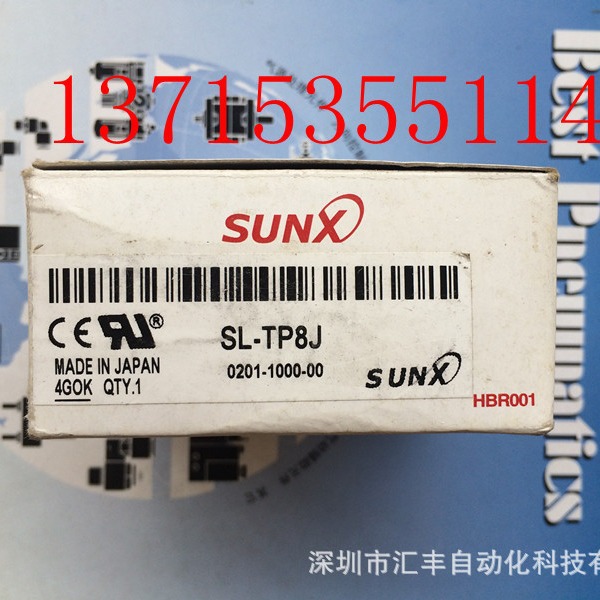 13715355114
Best Pneumatics
SUNX
SL-TP8J
MADE IN JAPAN
0201-1000-00
4GOK QTY.1
SUNX
HBR001
深圳市汇丰自动化科技有